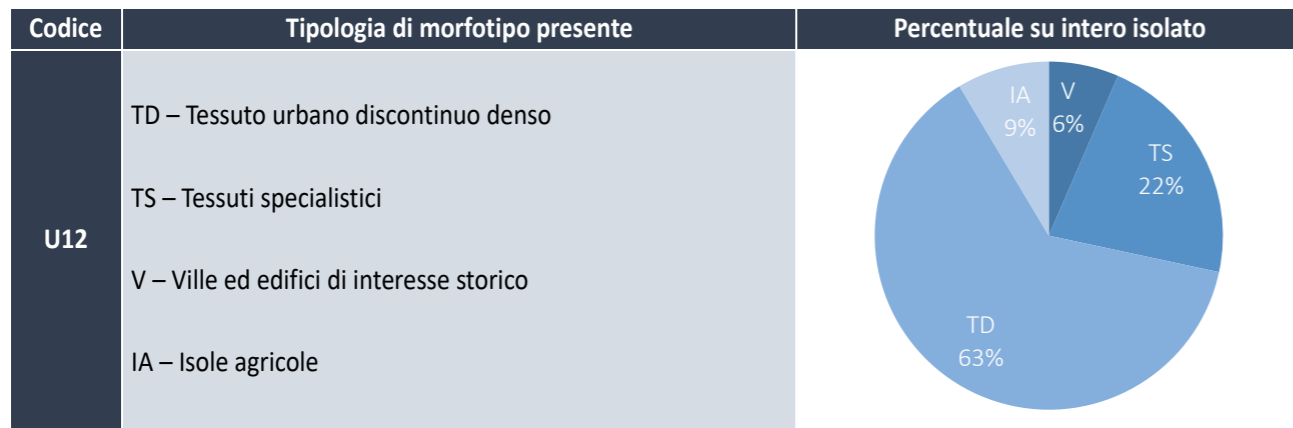 Codice
Tipologia di morfotipo presente
Percentuale su intero isolato
U12
TD – Tessuto urbano discontinuo denso
TS – Tessuti specialistici
V – Ville ed edifici di interesse storico
IA – Isole agricole
IA
9%
V
6%
TS
22%
TD
63%